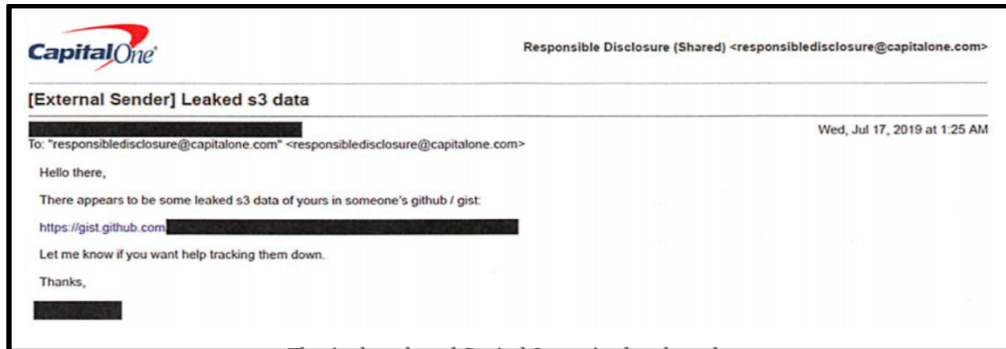 CapitalOne
Responsible Disclosure (Shared) <responsibledisclosure@capitalone.com>
[External Sender] Leaked s3 data
Wed, Jul 17, 2019 at 1:25 AM
To: "responsibledisclosure@capitalone.com" <responsibledisclosure@capitalone.com>
Hello there,
There appears to be some leaked s3 data of yours in someone's github / gist:
https://gist.github.com
Let me know if you want help tracking them down.
Thanks,